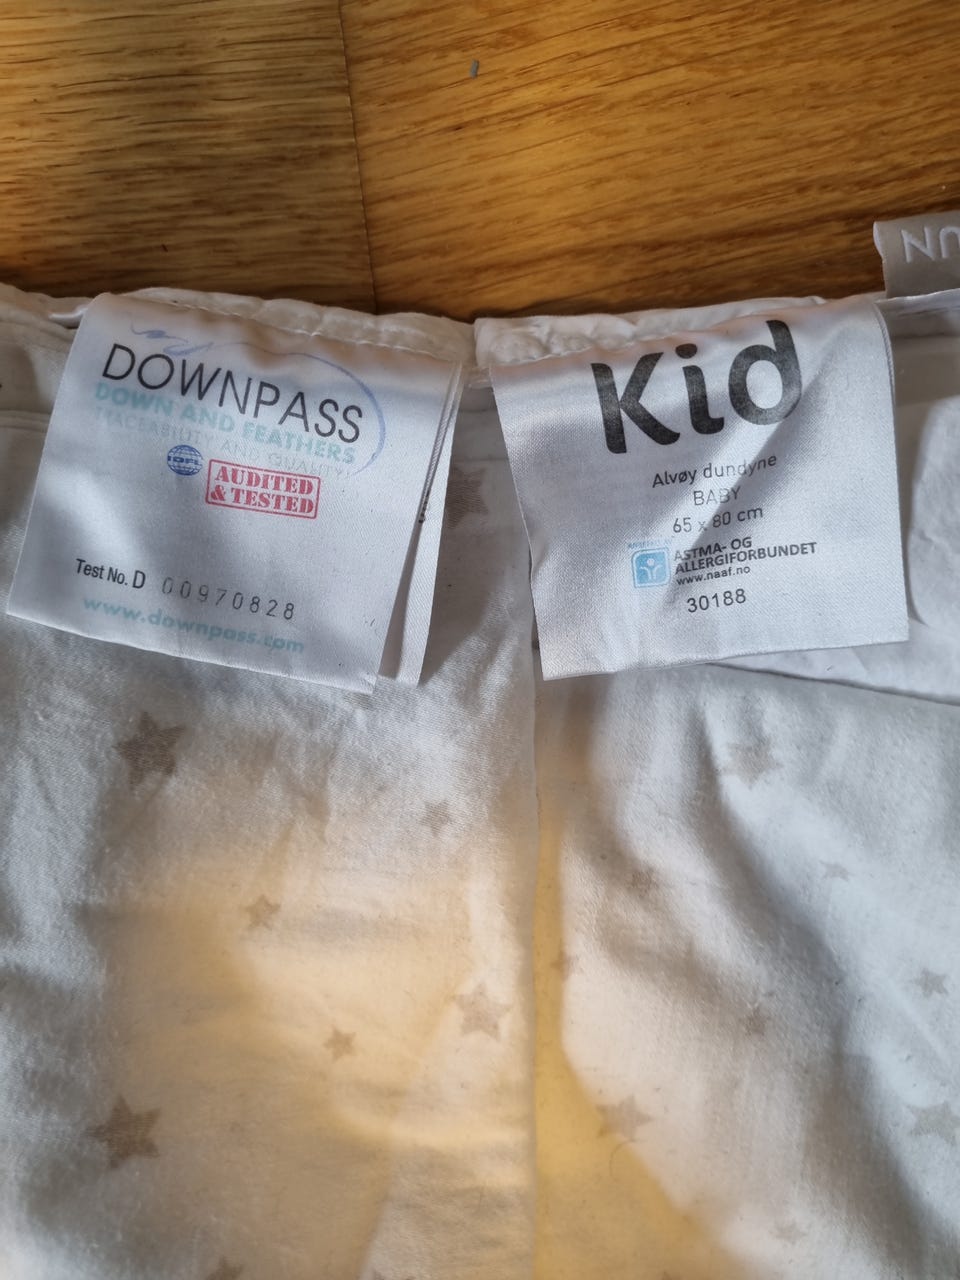 DOWNPASS
DOWN AND FEATHERS
TRACEABILITY AND QUALITY!
AUDITED
& TESTED
Test No. D 00970828
www.downpass.com
Kid
Alvøy dundyne
BABY
65 x 80 cm
ASTMA- OG
ALLERGIFORBUNDET
www.naaf.no
30188